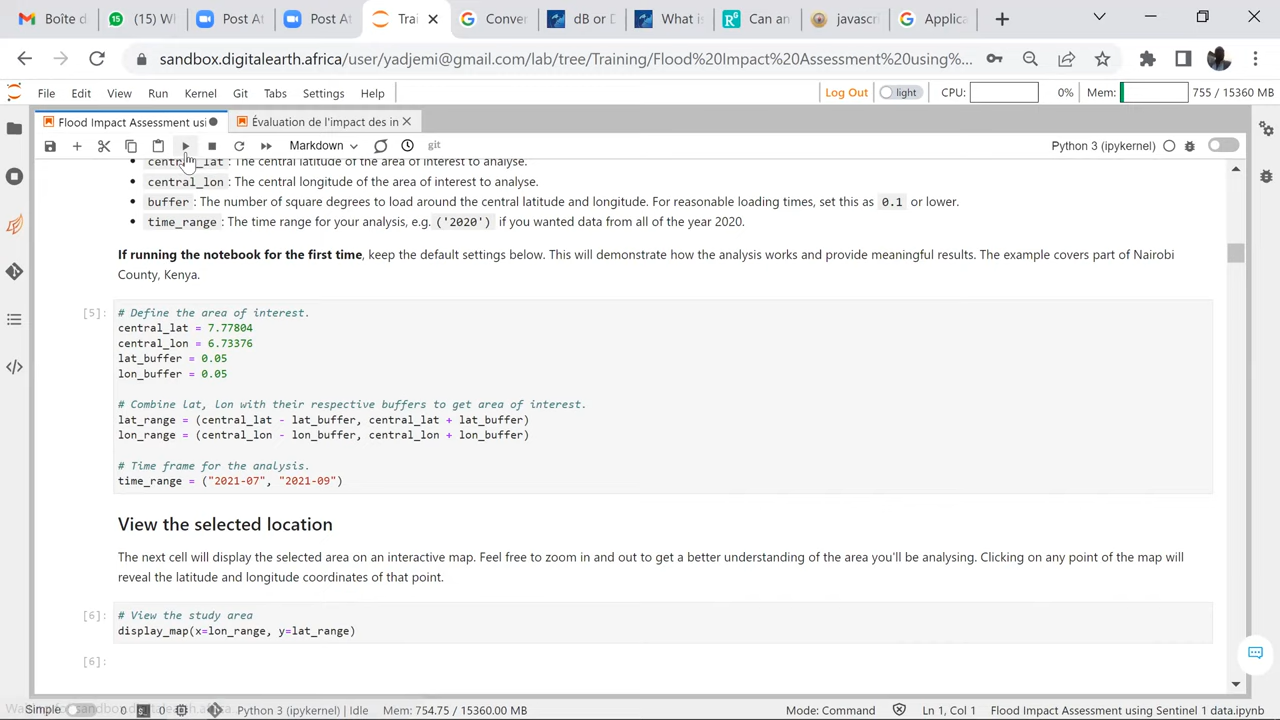 Boîte d
(15) W
Post At
Post At
Trai
Conver
dB or D
What is
Can an
javascri
Applica
sandbox.digitalearth.africa/user/yadjemi@gmail.com/lab/tree/Training/Flood%20Impact%20Assessment%20using%...
File Edit View Run Kernel Git Tabs Settings Help
Log Out light CPU: 0% Mem: 755 / 15360 MB
Flood Impact Assessment usi
Évaluation de l'impact des in
Markdown
git
Python 3 (ipykernel)
central_lat : The central latitude of the area of interest to analyse.
• central_lon : The central longitude of the area of interest to analyse.
• buffer : The number of square degrees to load around the central latitude and longitude. For reasonable loading times, set this as 0.1 or lower.
• time_range : The time range for your analysis, e.g. ('2020') if you wanted data from all of the year 2020.
If running the notebook for the first time, keep the default settings below. This will demonstrate how the analysis works and provide meaningful results. The example covers part of Nairobi
County, Kenya.
[5]: # Define the area of interest.
central_lat = 7.77804
central_lon = 6.73376
lat_buffer = 0.05
lon_buffer = 0.05
# Combine lat, lon with their respective buffers to get area of interest.
lat_range = (central_lat - lat_buffer, central_lat + lat_buffer)
lon_range = (central_lon - lon_buffer, central_lon + lon_buffer)
# Time frame for the analysis.
time_range = ("2021-07", "2021-09")
View the selected location
The next cell will display the selected area on an interactive map. Feel free to zoom in and out to get a better understanding of the area you'll be analysing. Clicking on any point of the map will
reveal the latitude and longitude coordinates of that point.
[6]: # View the study area
display_map(x=lon_range, y=lat_range)
[6]:
Simple 0 0 Python 3 (ipykernel) | Idle Mem: 754.75 / 15360.00 MB Mode: Command Ln 1, Col 1 Flood Impact Assessment using Sentinel 1 data.ipynb